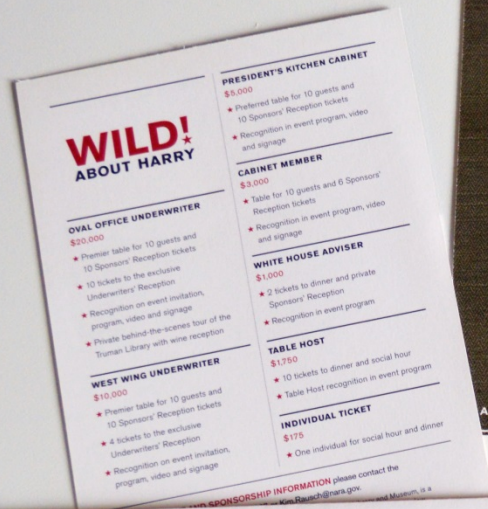 WILD!
ABOUT HARRY
OVAL OFFICE UNDERWRITER
$20,000
★ Premier table for 10 guests and
10 Sponsors' Reception tickets
★ 10 tickets to the exclusive
Underwriters' Reception
★ Recognition on event invitation,
program, video and signage
★ Private behind-the-scenes tour of the
Truman Library with wine reception
WEST WING UNDERWRITER
$10,000
★ Premier table for 10 guests and
10 Sponsors' Reception tickets
★ 4 tickets to the exclusive
Underwriters' Reception
★ Recognition on event invitation,
program, video and signage
PRESIDENT'S KITCHEN CABINET
$5,000
★ Preferred table for 10 guests and
10 Sponsors' Reception tickets
★ Recognition in event program, video
and signage
CABINET MEMBER
$3,000
★ Table for 10 guests and 6 Sponsors'
Reception tickets
★ Recognition in event program, video
and signage
WHITE HOUSE ADVISER
$1,000
★ 2 tickets to dinner and private
Sponsors' Reception
★ Recognition in event program
TABLE HOST
$1,750
★ 10 tickets to dinner and social hour
★ Table Host recognition in event program
INDIVIDUAL TICKET
$175
★ One individual for social hour and dinner
AND SPONSORSHIP INFORMATION please contact the
Kim.Rausch@nara.gov.
and Museum, is a
A